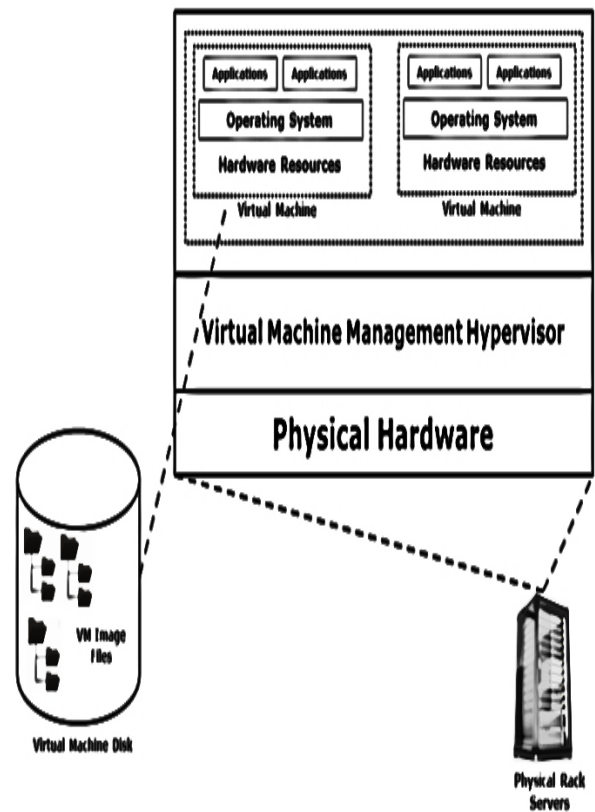 Applications Applications Applications Applications
Operating System Operating System
Hardware Resources Hardware Resources
Virtual Machine Virtual Machine
Virtual Machine Management Hypervisor
Physical Hardware
VM Image
Files
Virtual Machine Disk
Physical Rack
Servers